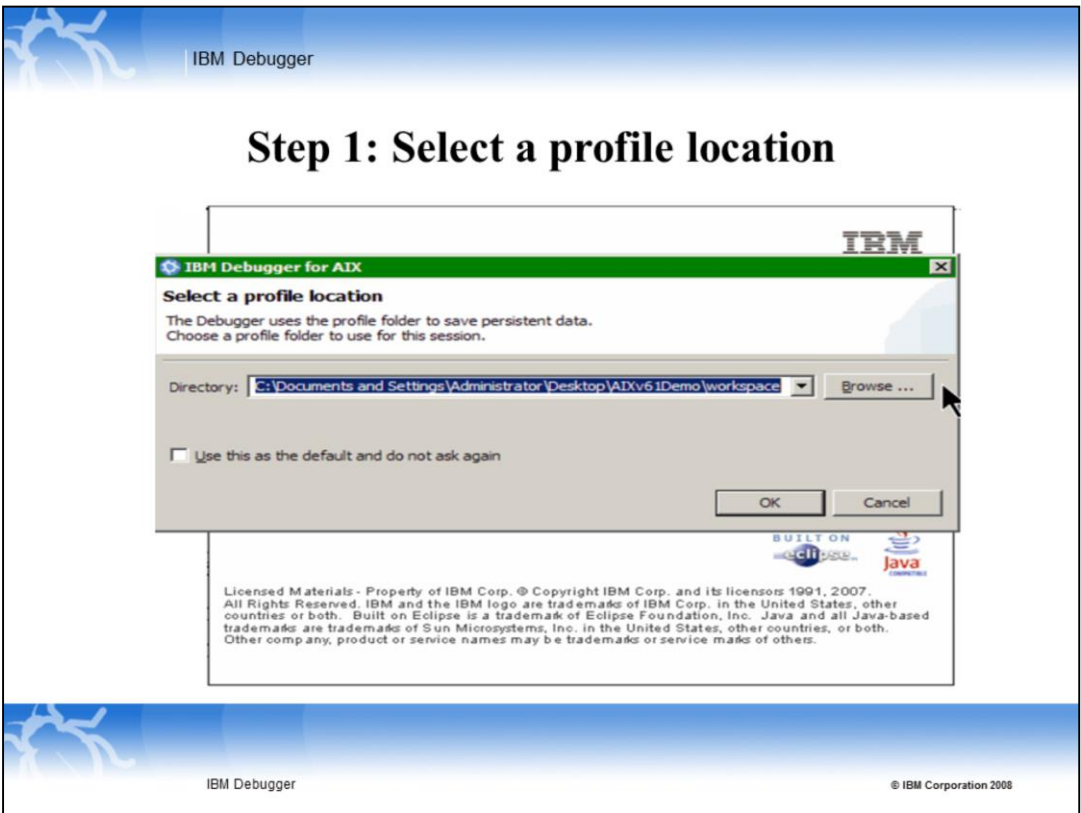 IBM Debugger
Step 1: Select a profile location
IBM
IBM Debugger for AIX
Select a profile location
The Debugger uses the profile folder to save persistent data.
Choose a profile folder to use for this session.
Directory: C:\Documents and Settings\Administrator\Desktop\AIXv61Demo\workspace Browse ...
Use this as the default and do not ask again
OK Cancel
BUILT ON
eclipse
Java
COMPATIBLE
Licensed Materials - Property of IBM Corp. © Copyright IBM Corp. and its licensors 1991, 2007.
All Rights Reserved. IBM and the IBM logo are trademarks of IBM Corp. in the United States, other
countries or both. Built on Eclipse is a trademark of Eclipse Foundation, Inc. Java and all Java-based
trademarks are trademarks of Sun Microsystems, Inc. in the United States, other countries, or both.
Other company, product or service names may be trademarks or service marks of others.
IBM Debugger
© IBM Corporation 2008